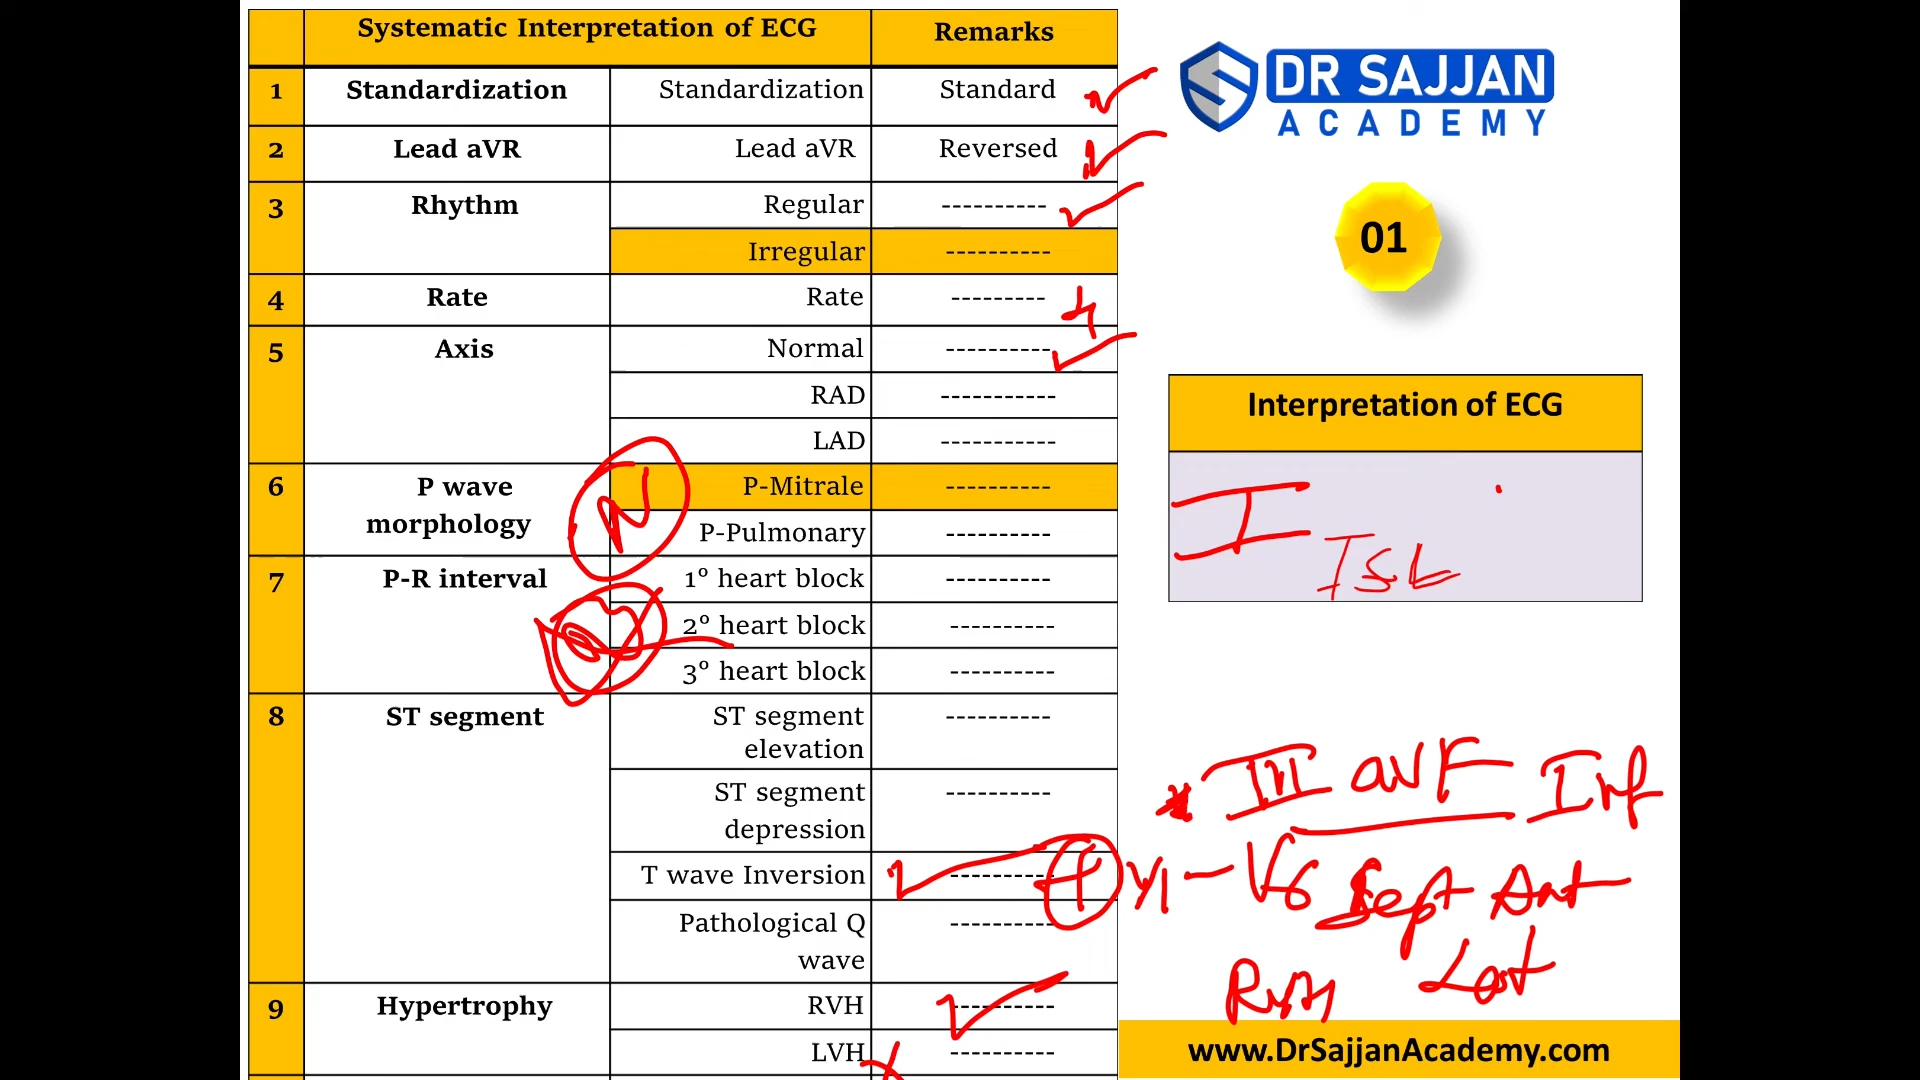 Systematic Interpretation of ECG Remarks
1 Standardization Standardization Standard
2 Lead aVR Lead aVR Reversed
3 Rhythm Regular ----------
Irregular ----------
4 Rate Rate ---------
5 Axis Normal ----------
RAD -----------
LAD -----------
6 P wave morphology P-Mitrale ----------
N
P-Pulmonary ----------
7 P-R interval 1° heart block ----------
2° heart block ----------
3° heart block ----------
8 ST segment ST segment elevation ----------
ST segment depression ----------
T wave Inversion ----------
Pathological Q wave ----------
9 Hypertrophy RVH ----------
LVH ----------
DR SAJJAN
ACADEMY
01
Interpretation of ECG
I
III aVF Inf
V1 - V6 Sept Ant
Lat
www.DrSajjanAcademy.com